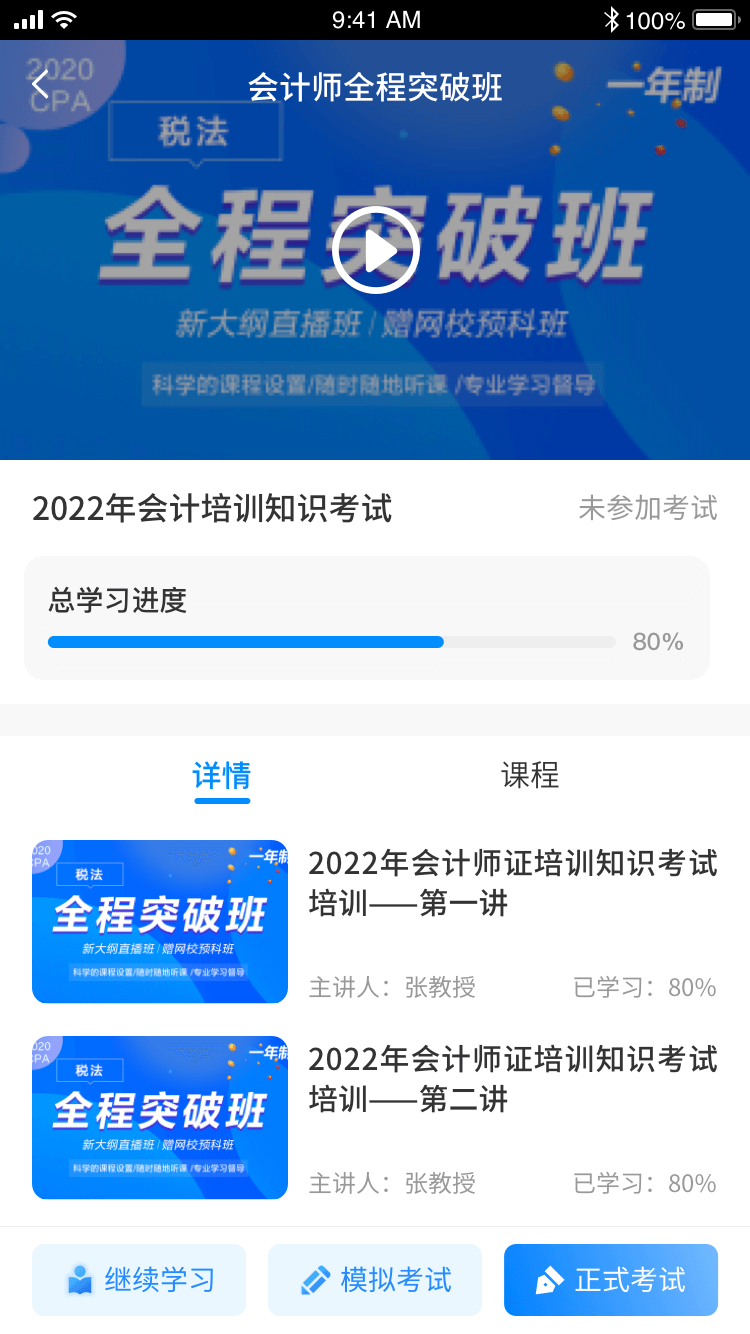 9:41 AM
100%
2020
CPA
会计师全程突破班
一年制
税法
全程突破班
新大纲直播班/赠网校预科班
科学的课程设置/随时随地听课 /专业学习督导
2022年会计培训知识考试
未参加考试
总学习进度
80%
详情
课程
020
CPA
一年制
税法
全程突破班
新大纲直播班/赠网校预科班
科学的课程设置/随时随地听课 /专业学习督导
2022年会计师证培训知识考试
培训——第一讲
主讲人：张教授
已学习：80%
020
CPA
一年制
税法
全程突破班
新大纲直播班/赠网校预科班
科学的课程设置/随时随地听课 /专业学习督导
2022年会计师证培训知识考试
培训——第二讲
主讲人：张教授
已学习：80%
继续学习
模拟考试
正式考试